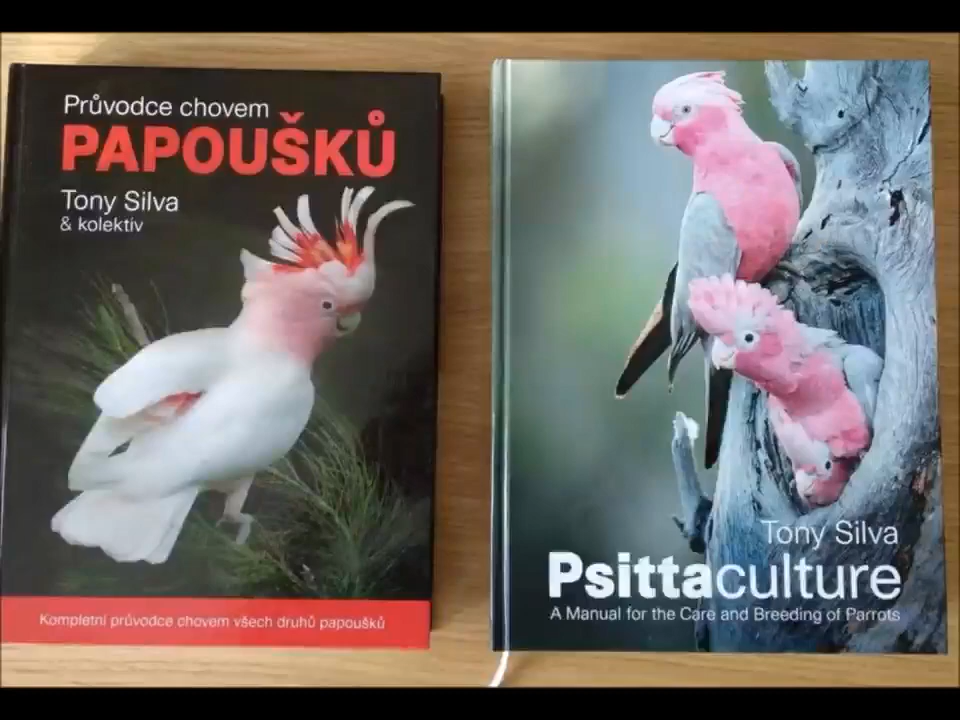 Průvodce chovem
PAPOUŠKŮ
Tony Silva
& kolektiv
Kompletní průvodce chovem všech druhů papoušků
Tony Silva
Psittaculture
A Manual for the Care and Breeding of Parrots